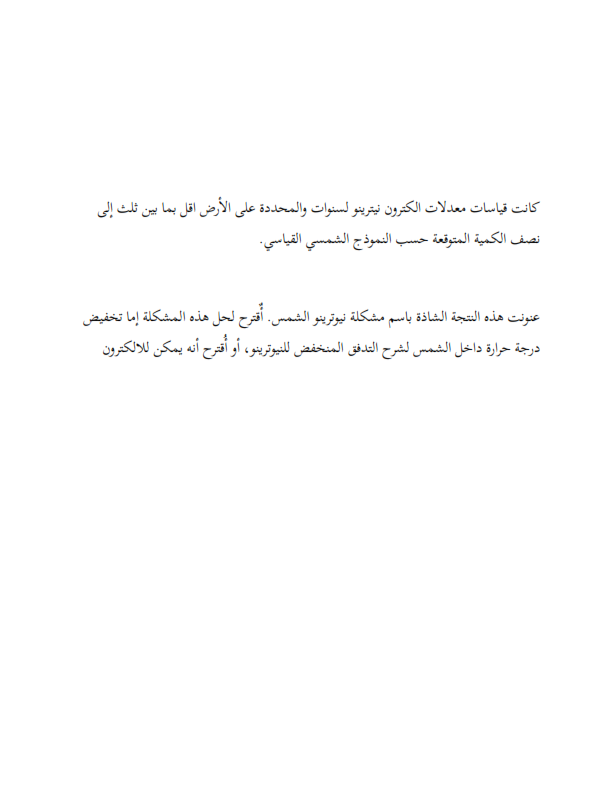 كانت قياسات معدلات الكترون نيترينو لسنوات والمحددة على الأرض اقل بما بين ثلث إلى
نصف الكمية المتوقعة حسب النموذج الشمسي القياسي.
عنونت هذه النتجة الشاذة باسم مشكلة نيوترينو الشمس. أٌقترح لحل هذه المشكلة إما تخفيض
درجة حرارة داخل الشمس لشرح التدفق المنخفض للنيوترينو، أو أُقترح أنه يمكن للالكترون